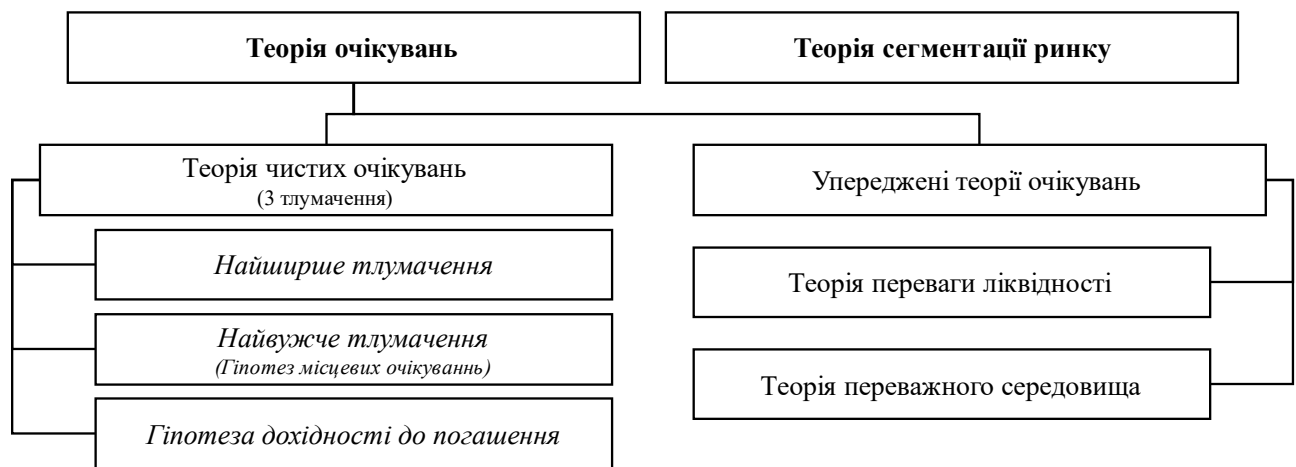 Теорія очікувань
Теорія сегментації ринку
Теорія чистих очікувань
(3 тлумачення)
Найширше тлумачення
Найвужче тлумачення
(Гіпотез місцевих очікуваннь)
Гіпотеза дохідності до погашення
Упереджені теорії очікувань
Теорія переваги ліквідності
Теорія переважного середовища